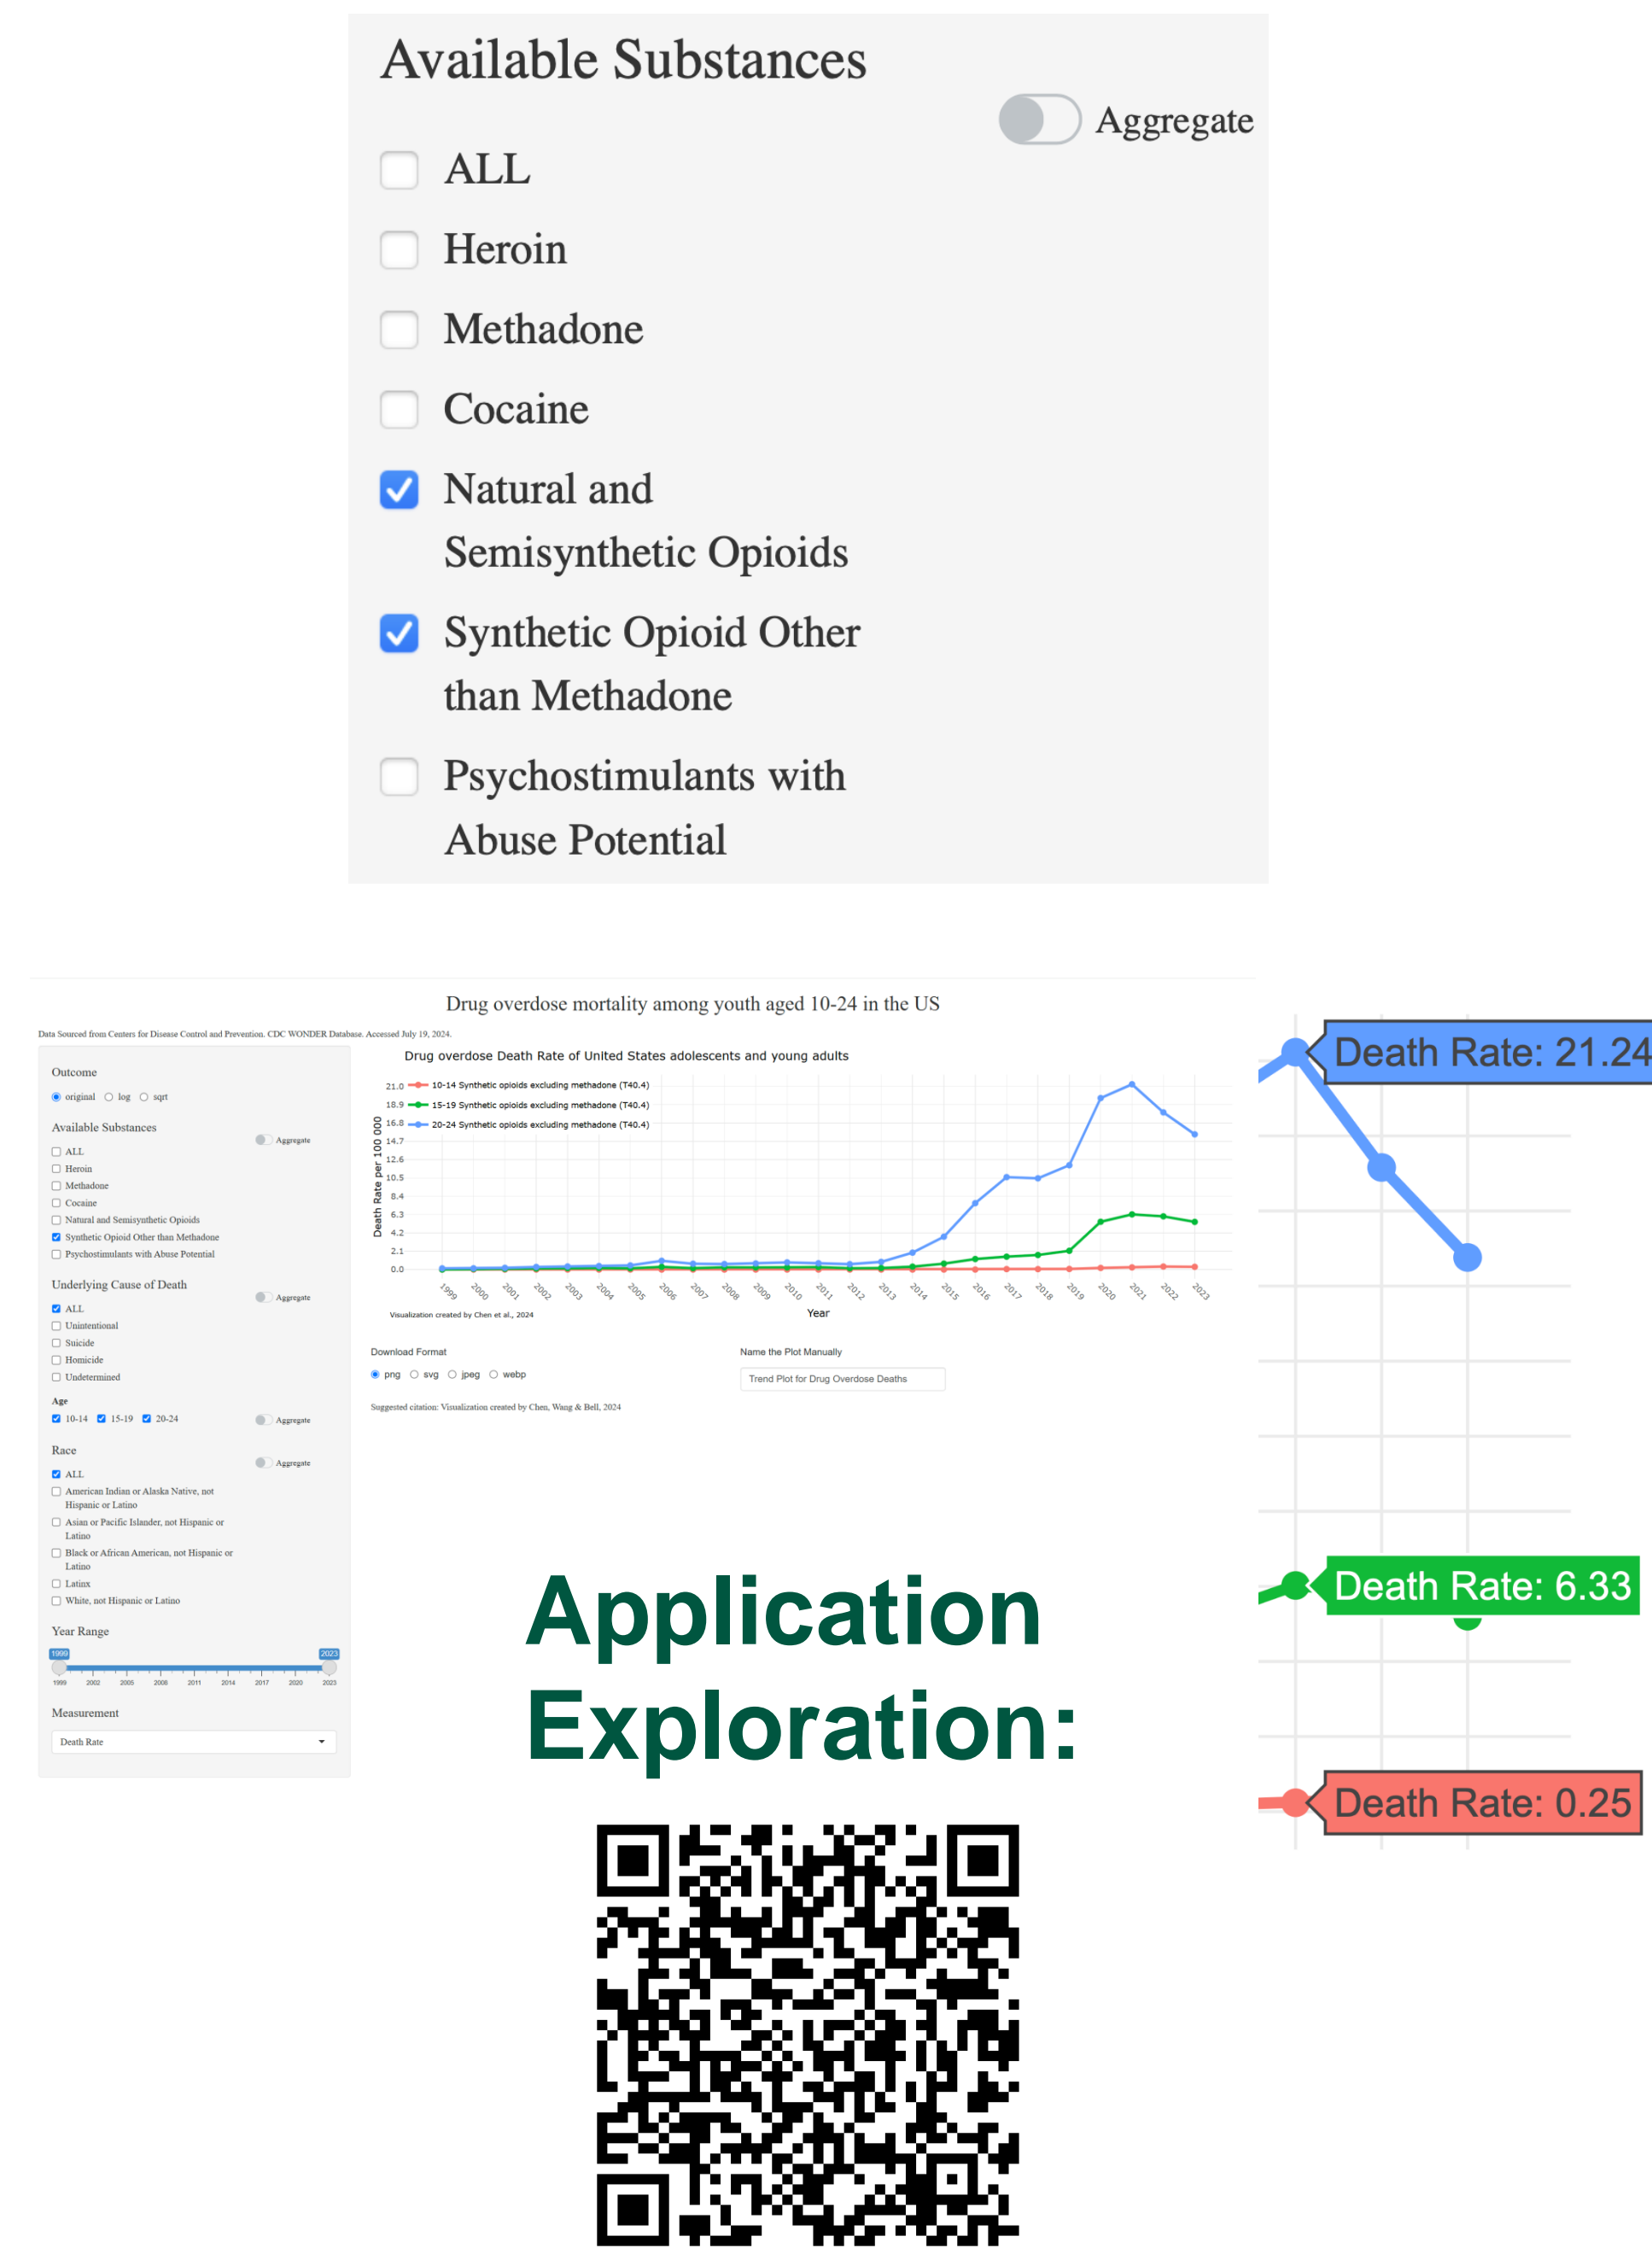 Available Substances
Aggregate
ALL
Heroin
Methadone
Cocaine
Natural and
Semisynthetic Opioids
Synthetic Opioid Other
than Methadone
Psychostimulants with
Abuse Potential
Drug overdose mortality among youth aged 10-24 in the US
Data Sourced from Centers for Disease Control and Prevention. CDC WONDER Database. Accessed July 19, 2024.
Outcome
original log sqrt
Available Substances
Aggregate
ALL
Heroin
Methadone
Cocaine
Natural and Semisynthetic Opioids
Synthetic Opioid Other than Methadone
Psychostimulants with Abuse Potential
Underlying Cause of Death
Aggregate
ALL
Unintentional
Suicide
Homicide
Undetermined
Age
10-14 15-19 20-24
Aggregate
Race
Aggregate
ALL
American Indian or Alaska Native, not
Hispanic or Latino
Asian or Pacific Islander, not Hispanic or
Latino
Black or African American, not Hispanic or
Latino
Latinx
White, not Hispanic or Latino
Year Range
1999 2023
1999 2002 2005 2008 2011 2014 2017 2020 2023
Measurement
Death Rate
Drug overdose Death Rate of United States adolescents and young adults
10-14 Synthetic opioids excluding methadone (T40.4)
15-19 Synthetic opioids excluding methadone (T40.4)
20-24 Synthetic opioids excluding methadone (T40.4)
Death Rate per 100 000
21.0
18.9
16.8
14.7
12.6
10.5
8.4
6.3
4.2
2.1
0.0
1999 2000 2001 2002 2003 2004 2005 2006 2007 2008 2009 2010 2011 2012 2013 2014 2015 2016 2017 2018 2019 2020 2021 2022 2023
Year
Visualization created by Chen et al., 2024
Download Format
png svg jpeg webp
Name the Plot Manually
Trend Plot for Drug Overdose Deaths
Suggested citation: Visualization created by Chen, Wang & Bell, 2024
Death Rate: 21.24
Death Rate: 6.33
Death Rate: 0.25
Application
Exploration: